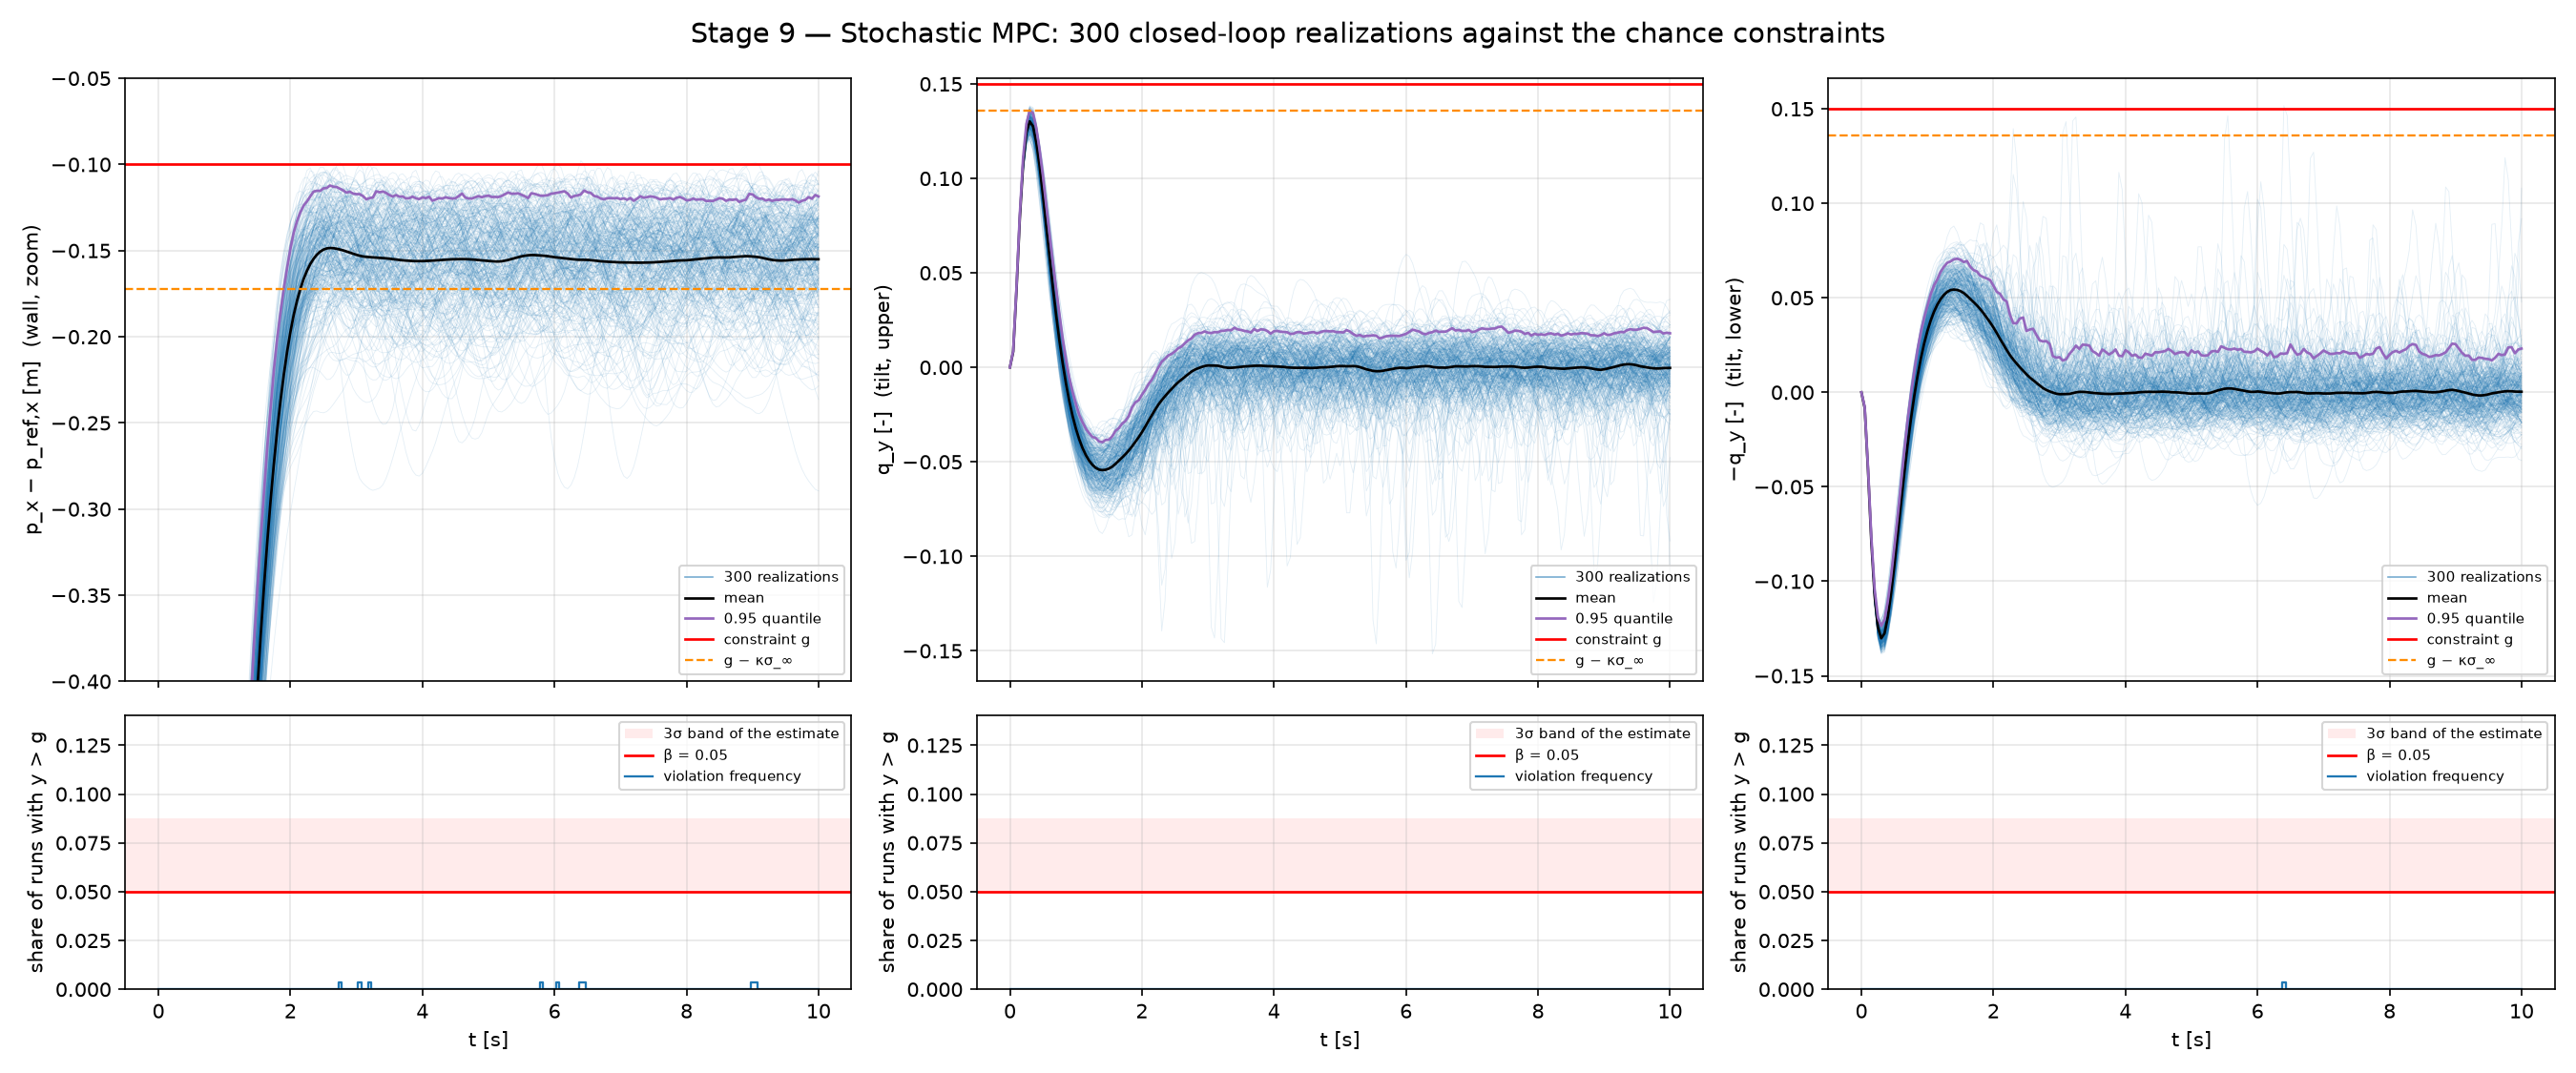 Stage 9 — Stochastic MPC: 300 closed-loop realizations against the chance constraints
p_x − p_ref,x [m]  (wall, zoom)
−0.05
−0.10
−0.15
−0.20
−0.25
−0.30
−0.35
−0.40
300 realizations
mean
0.95 quantile
constraint g
g − κσ_∞
q_y [-]  (tilt, upper)
0.15
0.10
0.05
0.00
−0.05
−0.10
−0.15
300 realizations
mean
0.95 quantile
constraint g
g − κσ_∞
−q_y [-]  (tilt, lower)
0.15
0.10
0.05
0.00
−0.05
−0.10
−0.15
300 realizations
mean
0.95 quantile
constraint g
g − κσ_∞
share of runs with y > g
0.125
0.100
0.075
0.050
0.025
0.000
3σ band of the estimate
β = 0.05
violation frequency
0 2 4 6 8 10
t [s]
share of runs with y > g
0.125
0.100
0.075
0.050
0.025
0.000
3σ band of the estimate
β = 0.05
violation frequency
0 2 4 6 8 10
t [s]
share of runs with y > g
0.125
0.100
0.075
0.050
0.025
0.000
3σ band of the estimate
β = 0.05
violation frequency
0 2 4 6 8 10
t [s]